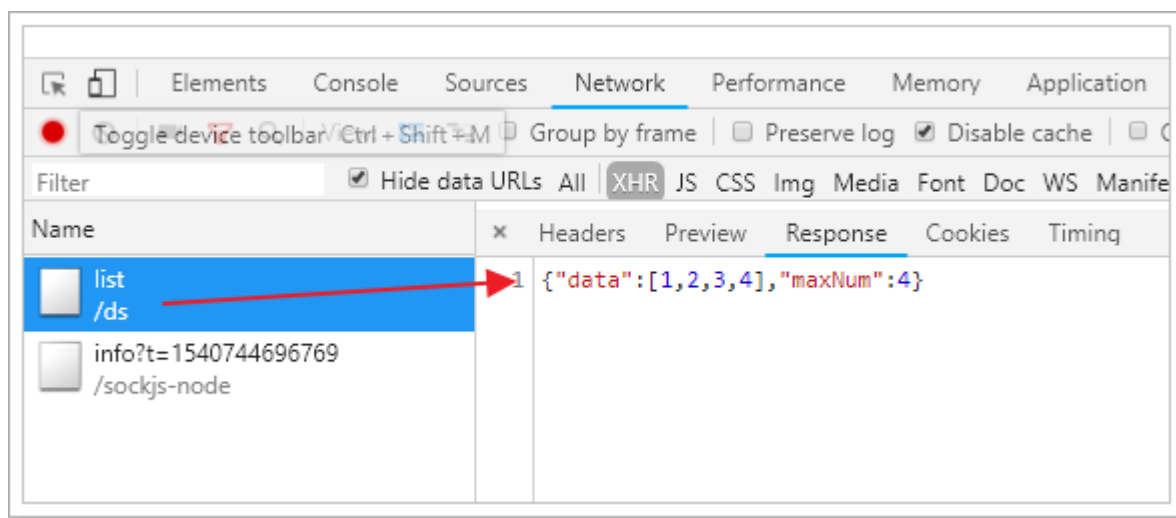 Elements Console Sources Network Performance Memory Application
Toggle device toolbar Ctrl + Shift + M Group by frame Preserve log Disable cache
Filter Hide data URLs All XHR JS CSS Img Media Font Doc WS Manife
Name × Headers Preview Response Cookies Timing
list
/ds
1 {"data":[1,2,3,4],"maxNum":4}
info?t=1540744696769
/sockjs-node